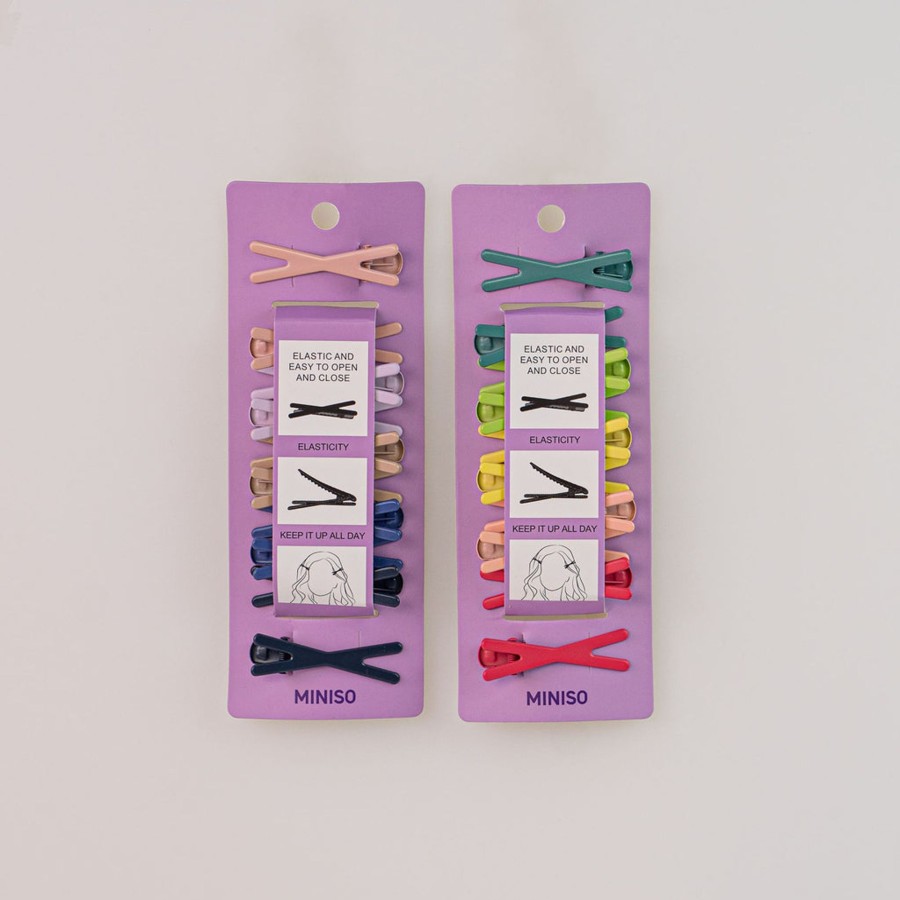 ELASTIC AND
EASY TO OPEN
AND CLOSE
ELASTICITY
KEEP IT UP ALL DAY
MINISO
ELASTIC AND
EASY TO OPEN
AND CLOSE
ELASTICITY
KEEP IT UP ALL DAY
MINISO